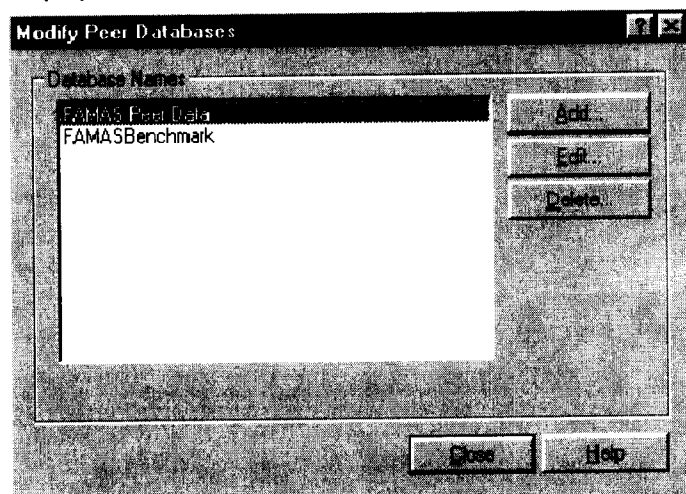 Modify Peer Databases
Database Names
FAMAS Peer Data
FAMASBenchmark
Add...
Edit...
Delete...
Close
Help